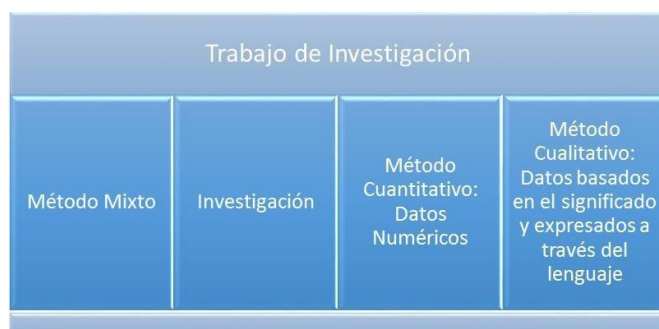 Trabajo de Investigación
Método Mixto
Investigación
Método
Cuantitativo:
Datos
Numéricos
Método
Cualitativo:
Datos basados
en el significado
y expresados a
través del
lenguaje